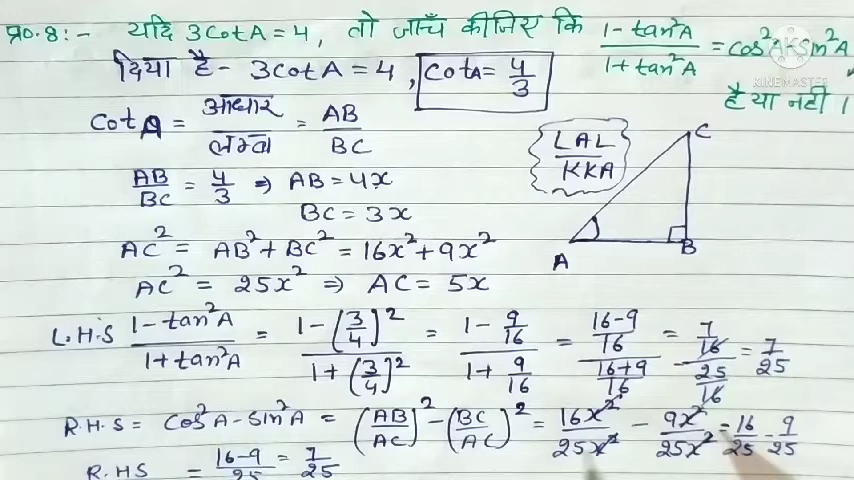 प्र०.8:- यदि 3cotA = 4, तो जाँच कीजिए कि (1 - tan²A)/(1 + tan²A) = cos²A - sin²A
है या नहीं ।
KINEMASTER
दिया है - 3cotA = 4, cotA = 4/3
cotA = आधार/लम्ब = AB/BC
LAL/KKA
AB/BC = 4/3 ⇒ AB = 4x
BC = 3x
C
A
B
AC² = AB² + BC² = 16x² + 9x²
AC² = 25x² ⇒ AC = 5x
L.H.S (1 - tan²A)/(1 + tan²A) = (1 - (3/4)²)/(1 + (3/4)²) = (1 - 9/16)/(1 + 9/16) = ((16-9)/16)/((16+9)/16) = (7/16)/(25/16) = 7/25
R.H.S = cos²A - sin²A = (AB/AC)² - (BC/AC)² = 16x²/25x² - 9x²/25x² = 16/25 - 9/25
R.HS = (16-9)/25 = 7/25